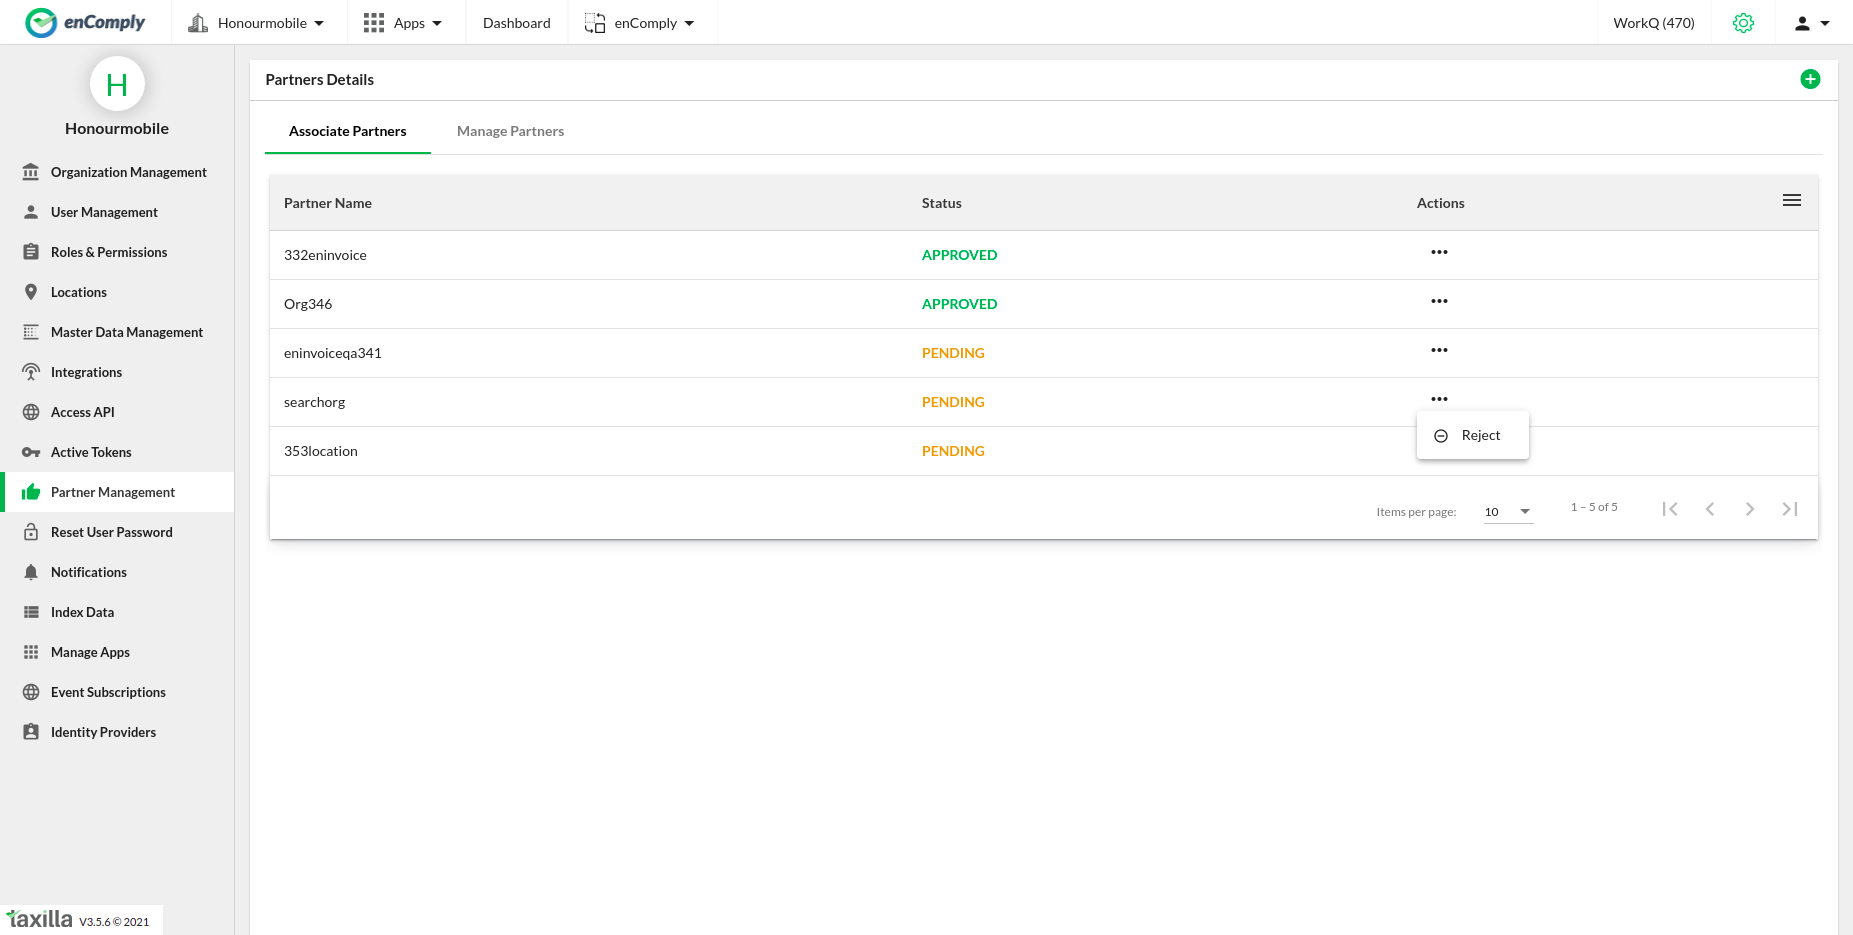 enComply
Honourmobile
Apps
Dashboard
enComply
WorkQ (470)
H
Honourmobile
Organization Management
User Management
Roles & Permissions
Locations
Master Data Management
Integrations
Access API
Active Tokens
Partner Management
Reset User Password
Notifications
Index Data
Manage Apps
Event Subscriptions
Identity Providers
taxilla V3.5.6 © 2021
Partners Details
Associate Partners Manage Partners
Partner Name Status Actions
332eninvoice APPROVED
Org346 APPROVED
eninvoiceqa341 PENDING
searchorg PENDING
Reject
353location PENDING
Items per page: 10 1 – 5 of 5